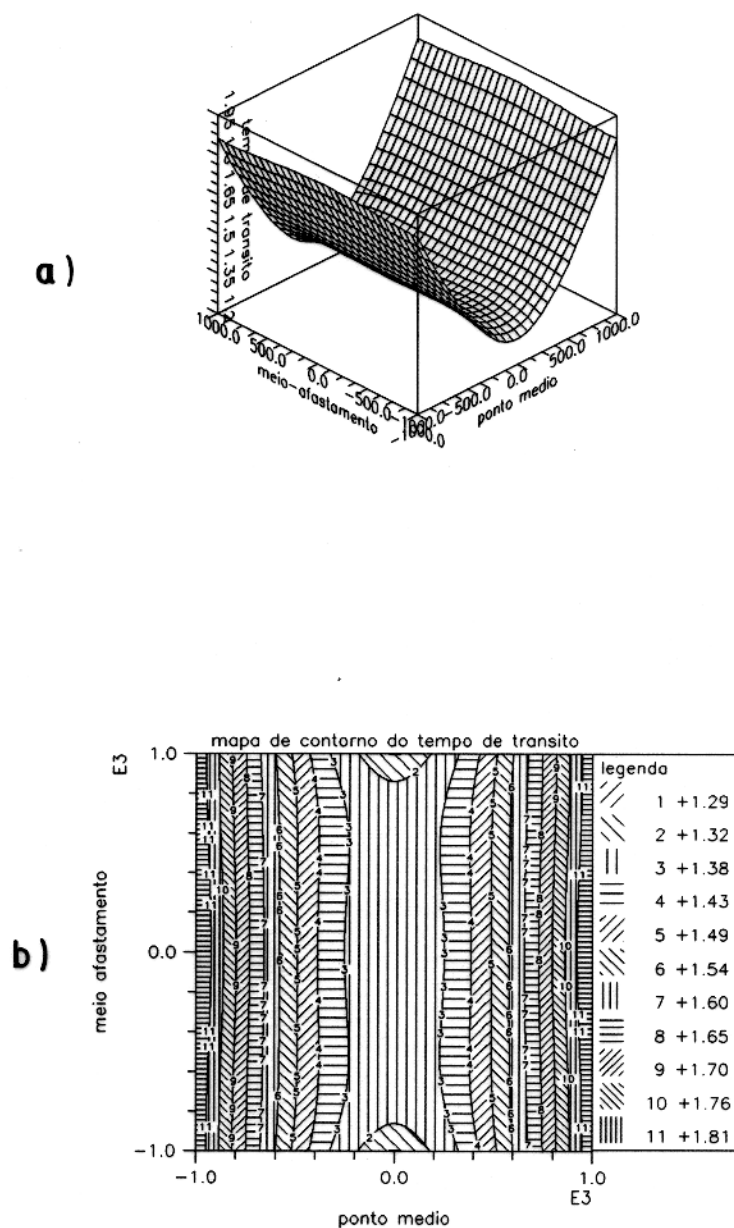 a)
tempo de transito
1.95
1.65
1.5
1.35
1000.0
500.0
0.0
-500.0
-1000.0
meio-afastamento
-1000.0
-500.0
0.0
500.0
1000.0
ponto medio
b)
mapa de contorno do tempo de transito
E3
1.0
0.0
-1.0
meio afastamento
-1.0
0.0
1.0
E3
ponto medio
legenda
1 +1.29
2 +1.32
3 +1.38
4 +1.43
5 +1.49
6 +1.54
7 +1.60
8 +1.65
9 +1.70
10 +1.76
11 +1.81